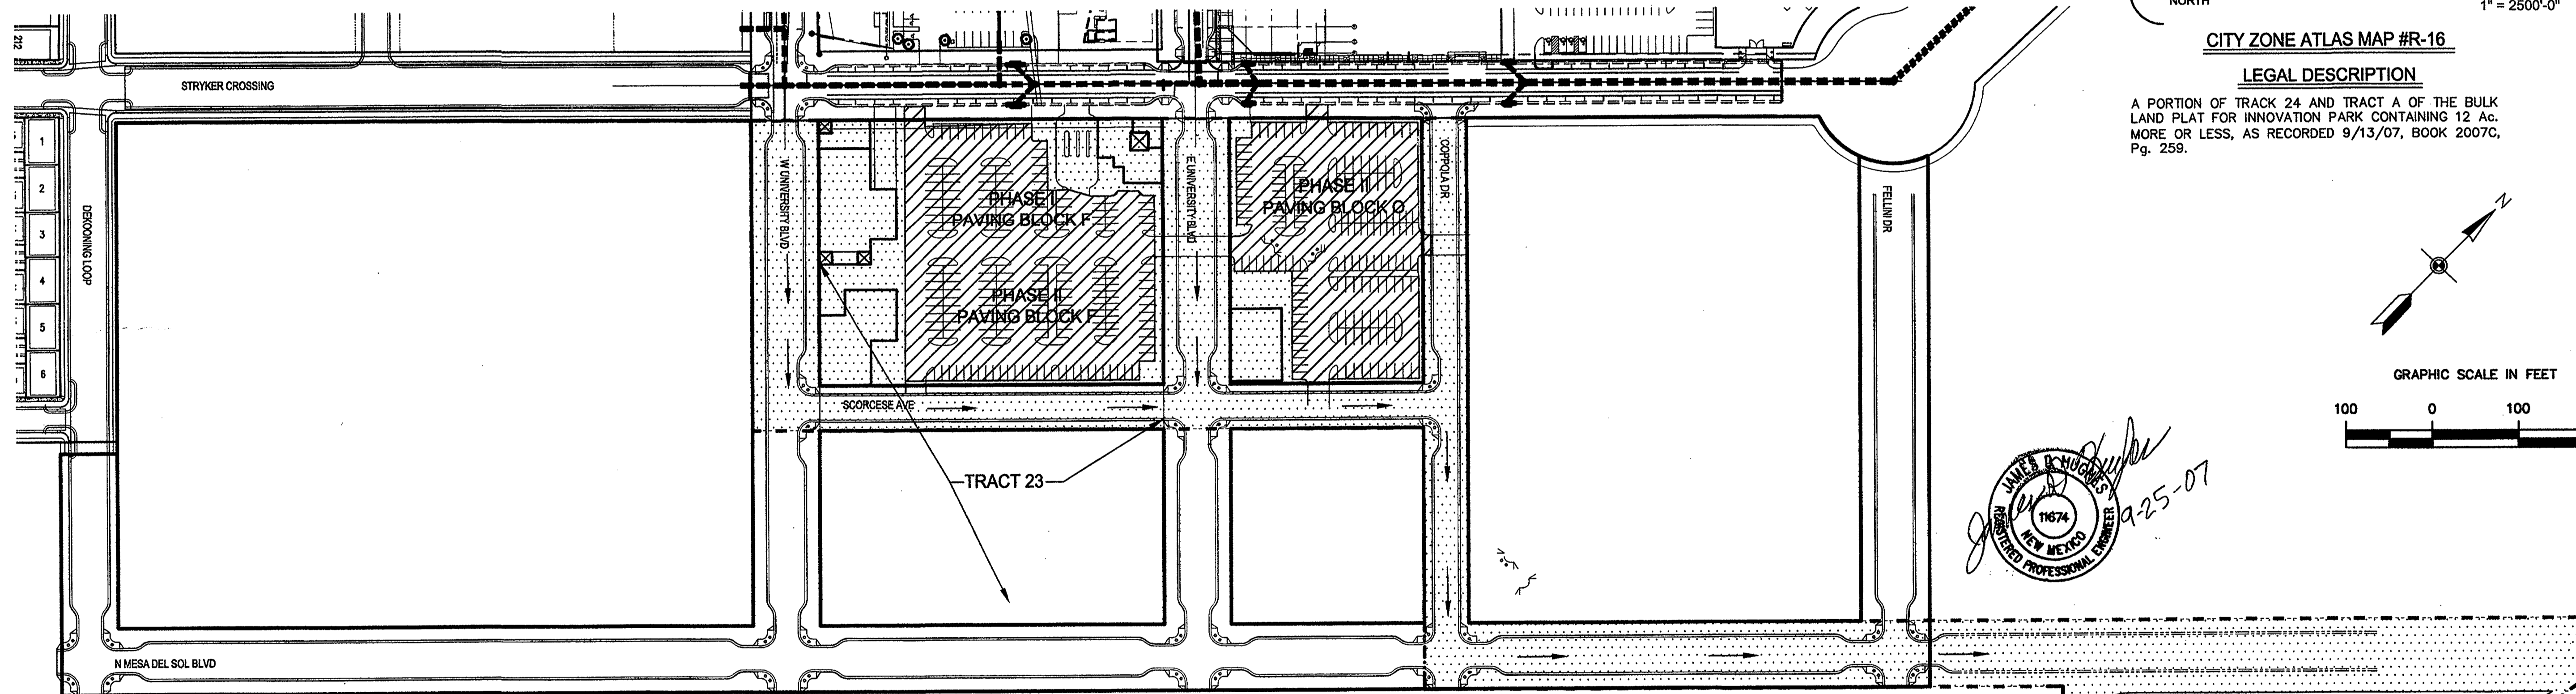 NORTH
1" = 2500'-0"
CITY ZONE ATLAS MAP #R-16
LEGAL DESCRIPTION
A PORTION OF TRACK 24 AND TRACT A OF THE BULK
LAND PLAT FOR INNOVATION PARK CONTAINING 12 Ac.
MORE OR LESS, AS RECORDED 9/13/07, BOOK 2007C,
Pg. 259.
212
STRYKER CROSSING
1
2
3
4
5
6
DEKOONING LOOP
W UNIVERSITY BLVD
PHASE I
PAVING BLOCK F
PHASE II
PAVING BLOCK F
E UNIVERSITY BLVD
PHASE II
PAVING BLOCK O
COPPOLA DR
FELLINI DR
N
GRAPHIC SCALE IN FEET
100 0 100
SCORCESE AVE
TRACT 23
JAMES D. HUGHES
11674
NEW MEXICO
REGISTERED PROFESSIONAL ENGINEER
9-25-07
N MESA DEL SOL BLVD